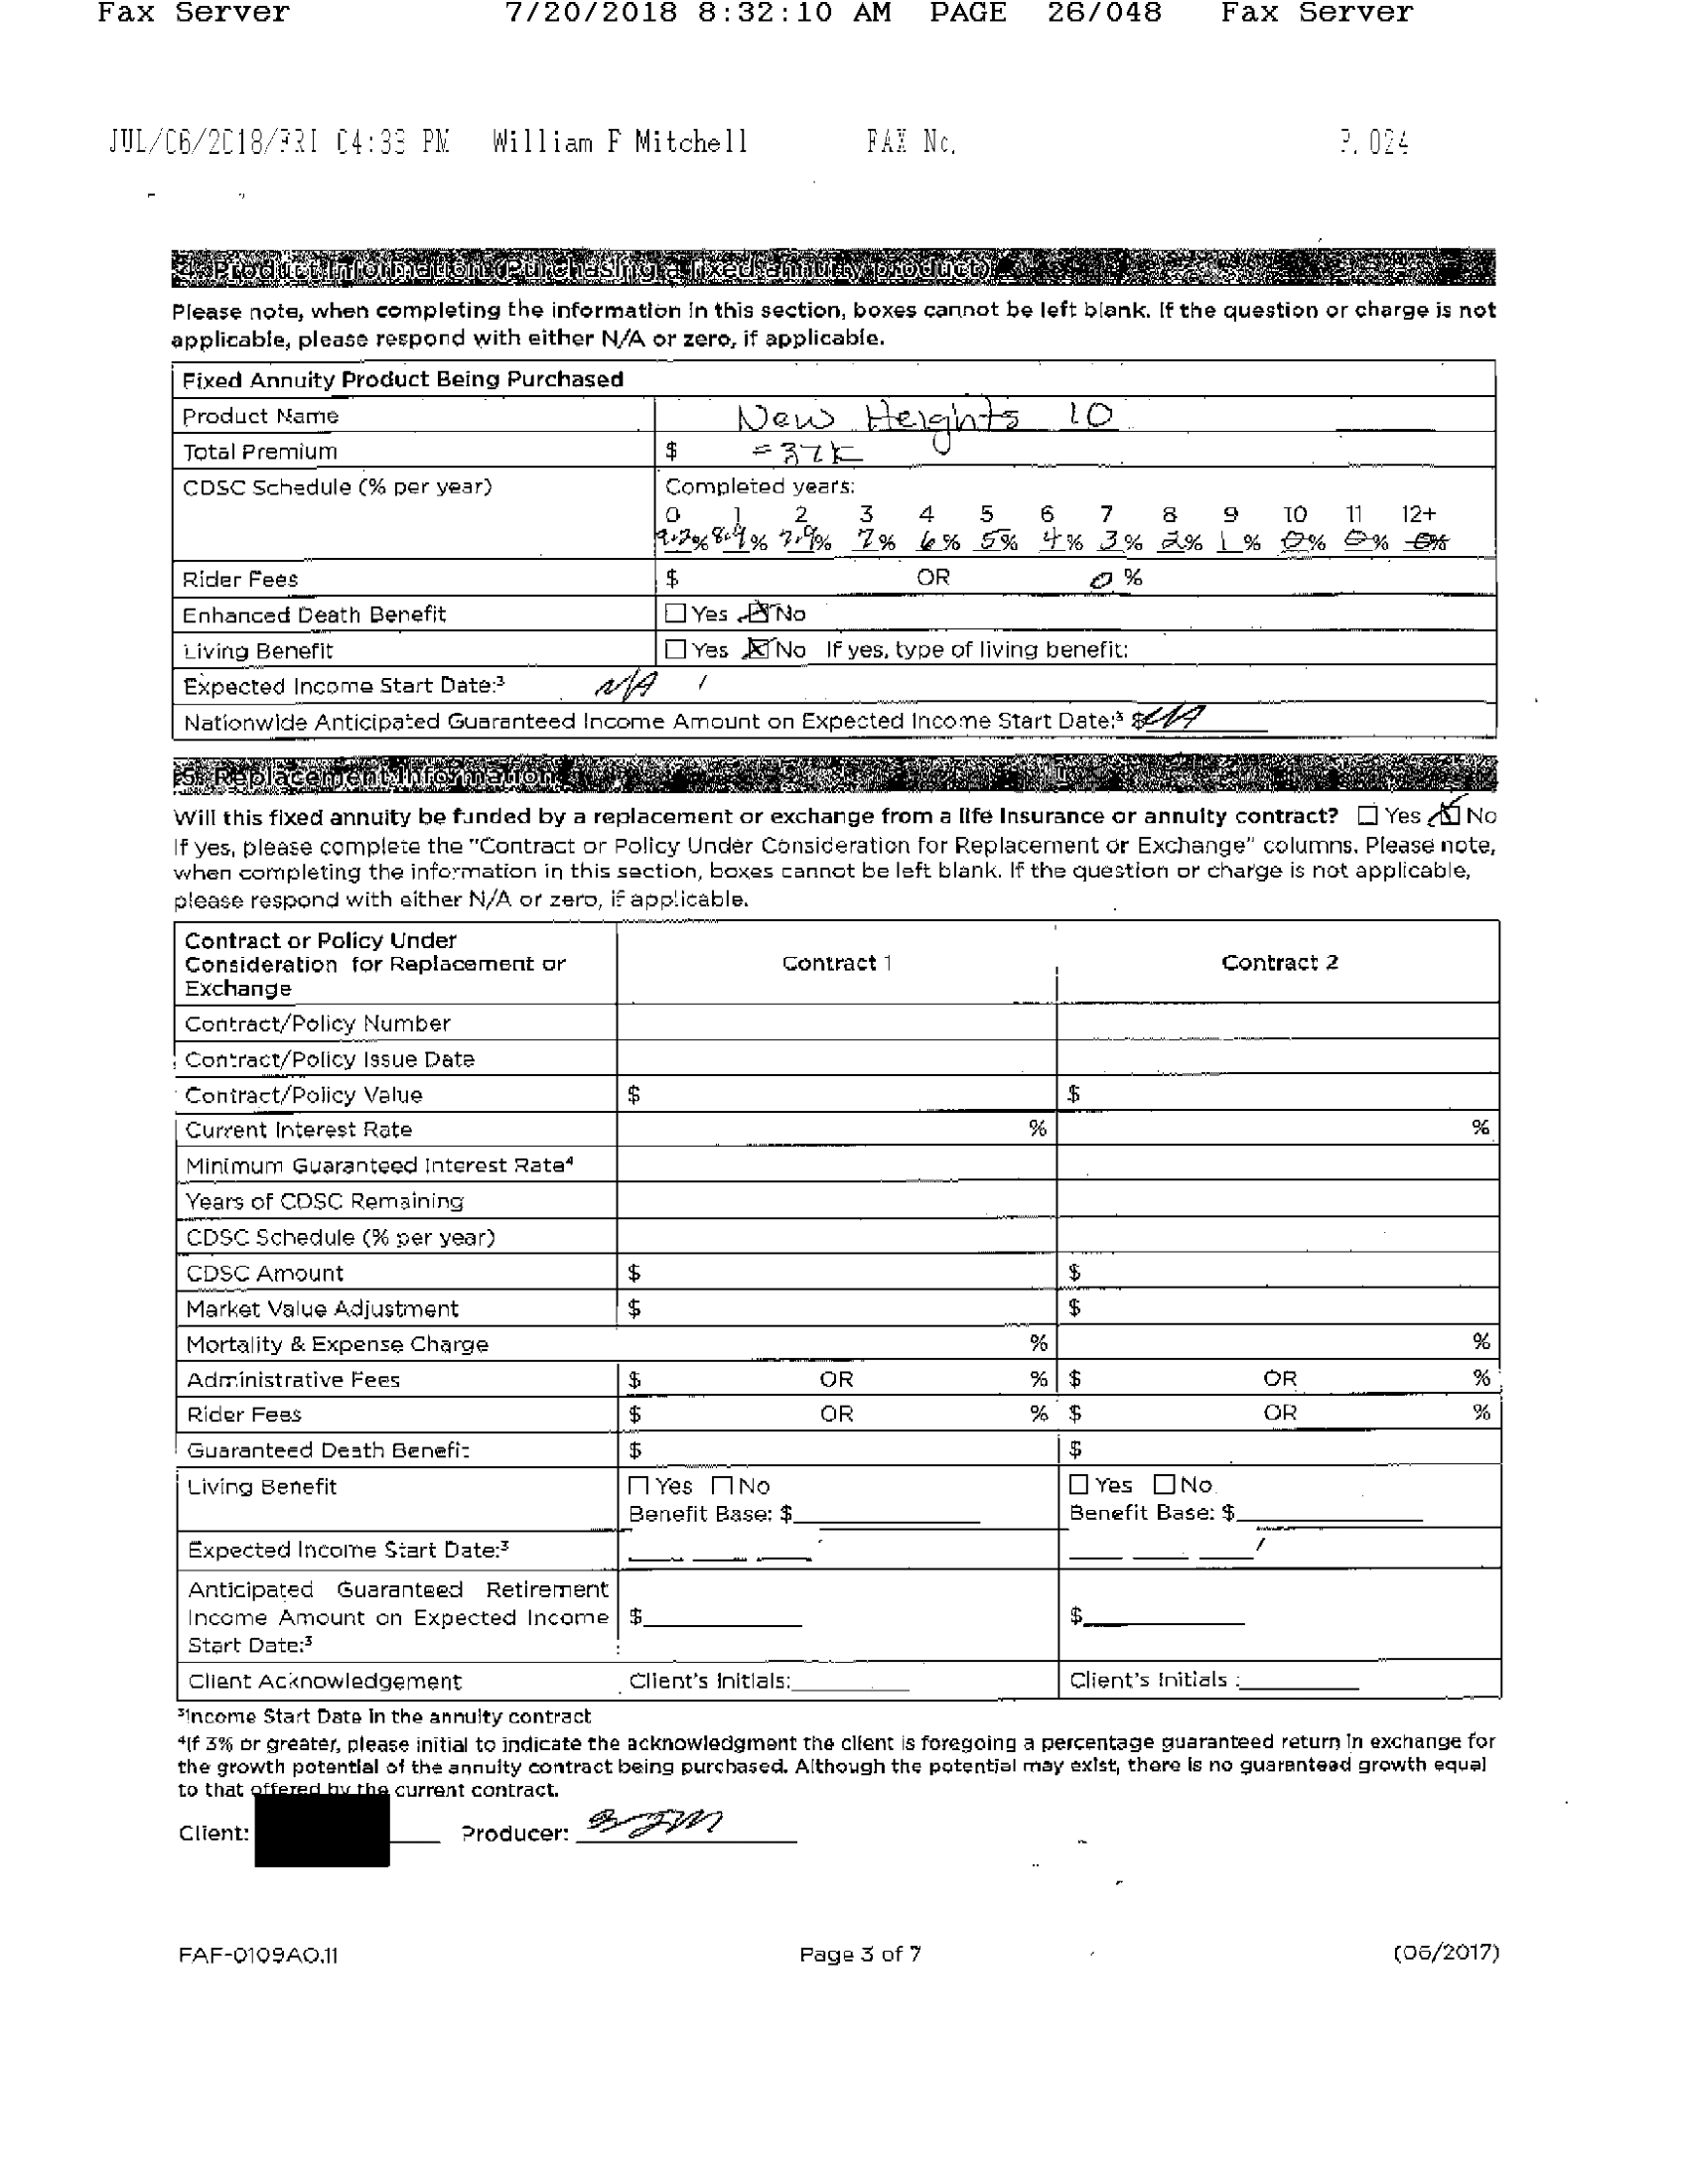 Fax Server 7/20/2018 8:32:10 AM PAGE 26/048 Fax Server
JUL/06/2018/FRI 04:33 PM William F Mitchell FAX No. P. 024
4. Product Information (Purchasing a fixed annuity product)
Please note, when completing the information in this section, boxes cannot be left blank. If the question or charge is not
applicable, please respond with either N/A or zero, if applicable.
Fixed Annuity Product Being Purchased
Product Name New Heights 10
Total Premium $ = 37K
CDSC Schedule (% per year) Completed years:
0 1 2 3 4 5 6 7 8 9 10 11 12+
% 8.9% 7.9% 7% 6% 5% 4% 3% 2% 1% 0% 0% 0%
Rider Fees $ OR 0 %
Enhanced Death Benefit ☐ Yes ☒ No
Living Benefit ☐ Yes ☒ No If yes, type of living benefit:
Expected Income Start Date:³ N/A /
Nationwide Anticipated Guaranteed Income Amount on Expected Income Start Date:³ $ N/A
5. Replacement Information
Will this fixed annuity be funded by a replacement or exchange from a life insurance or annuity contract? ☐ Yes ☒ No
If yes, please complete the "Contract or Policy Under Consideration for Replacement or Exchange" columns. Please note,
when completing the information in this section, boxes cannot be left blank. If the question or charge is not applicable,
please respond with either N/A or zero, if applicable.
Contract or Policy Under
Consideration for Replacement or Contract 1 Contract 2
Exchange
Contract/Policy Number
Contract/Policy Issue Date
Contract/Policy Value $ $
Current Interest Rate % %
Minimum Guaranteed Interest Rate⁴
Years of CDSC Remaining
CDSC Schedule (% per year)
CDSC Amount $ $
Market Value Adjustment $ $
Mortality & Expense Charge % %
Administrative Fees $ OR % $ OR %
Rider Fees $ OR % $ OR %
Guaranteed Death Benefit $ $
Living Benefit ☐ Yes ☐ No ☐ Yes ☐ No
Benefit Base: $ Benefit Base: $
Expected Income Start Date:³ /
Anticipated Guaranteed Retirement
Income Amount on Expected Income $ $
Start Date:³
Client Acknowledgement Client's Initials: Client's Initials :
³Income Start Date in the annuity contract
⁴If 3% or greater, please initial to indicate the acknowledgment the client is foregoing a percentage guaranteed return in exchange for
the growth potential of the annuity contract being purchased. Although the potential may exist, there is no guaranteed growth equal
to that offered by the current contract.
Client: Producer:
FAF-0109AO.11 Page 3 of 7 (06/2017)